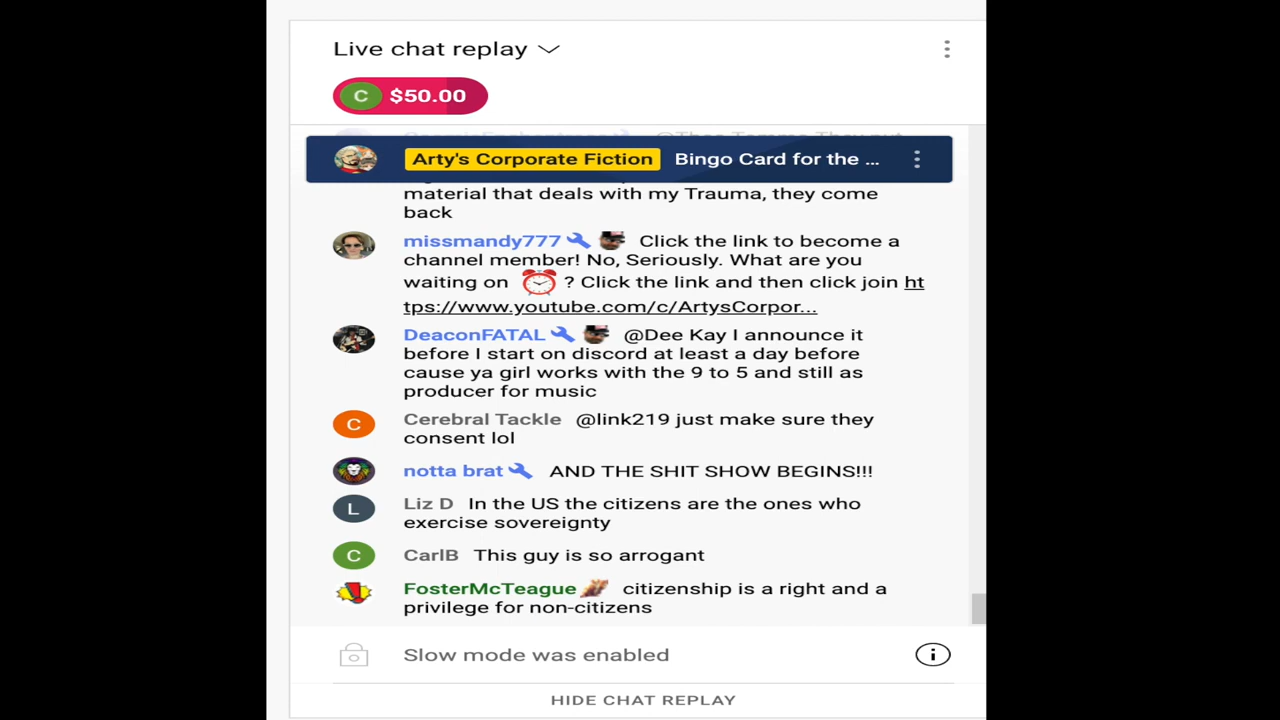 Live chat replay
C $50.00
Arty's Corporate Fiction Bingo Card for the ...
material that deals with my Trauma, they come
back
missmandy777 Click the link to become a
channel member! No, Seriously. What are you
waiting on ? Click the link and then click join ht
tps://www.youtube.com/c/ArtysCorpor...
DeaconFATAL @Dee Kay I announce it
before I start on discord at least a day before
cause ya girl works with the 9 to 5 and still as
producer for music
C Cerebral Tackle @link219 just make sure they
consent lol
notta brat AND THE SHIT SHOW BEGINS!!!
L Liz D In the US the citizens are the ones who
exercise sovereignty
C CarlB This guy is so arrogant
FosterMcTeague citizenship is a right and a
privilege for non-citizens
Slow mode was enabled
HIDE CHAT REPLAY